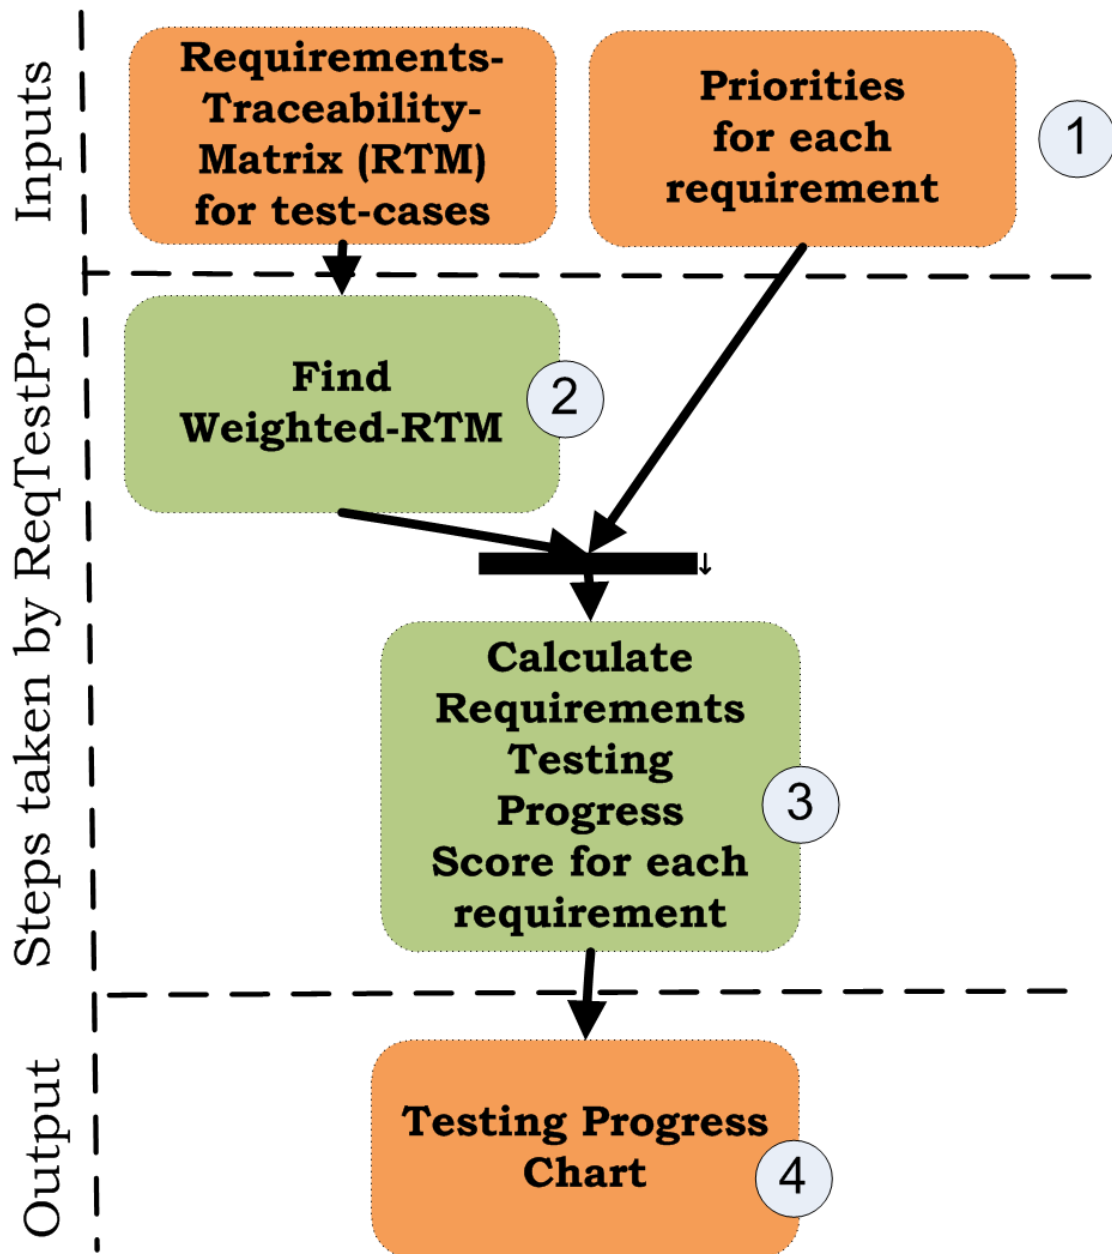 Inputs
Requirements-
Traceability-
Matrix (RTM)
for test-cases
Priorities
for each
requirement
1
Steps taken by ReqTestPro
Find
Weighted-RTM
2
↓
Calculate
Requirements
Testing
Progress
Score for each
requirement
3
Output
Testing Progress
Chart
4